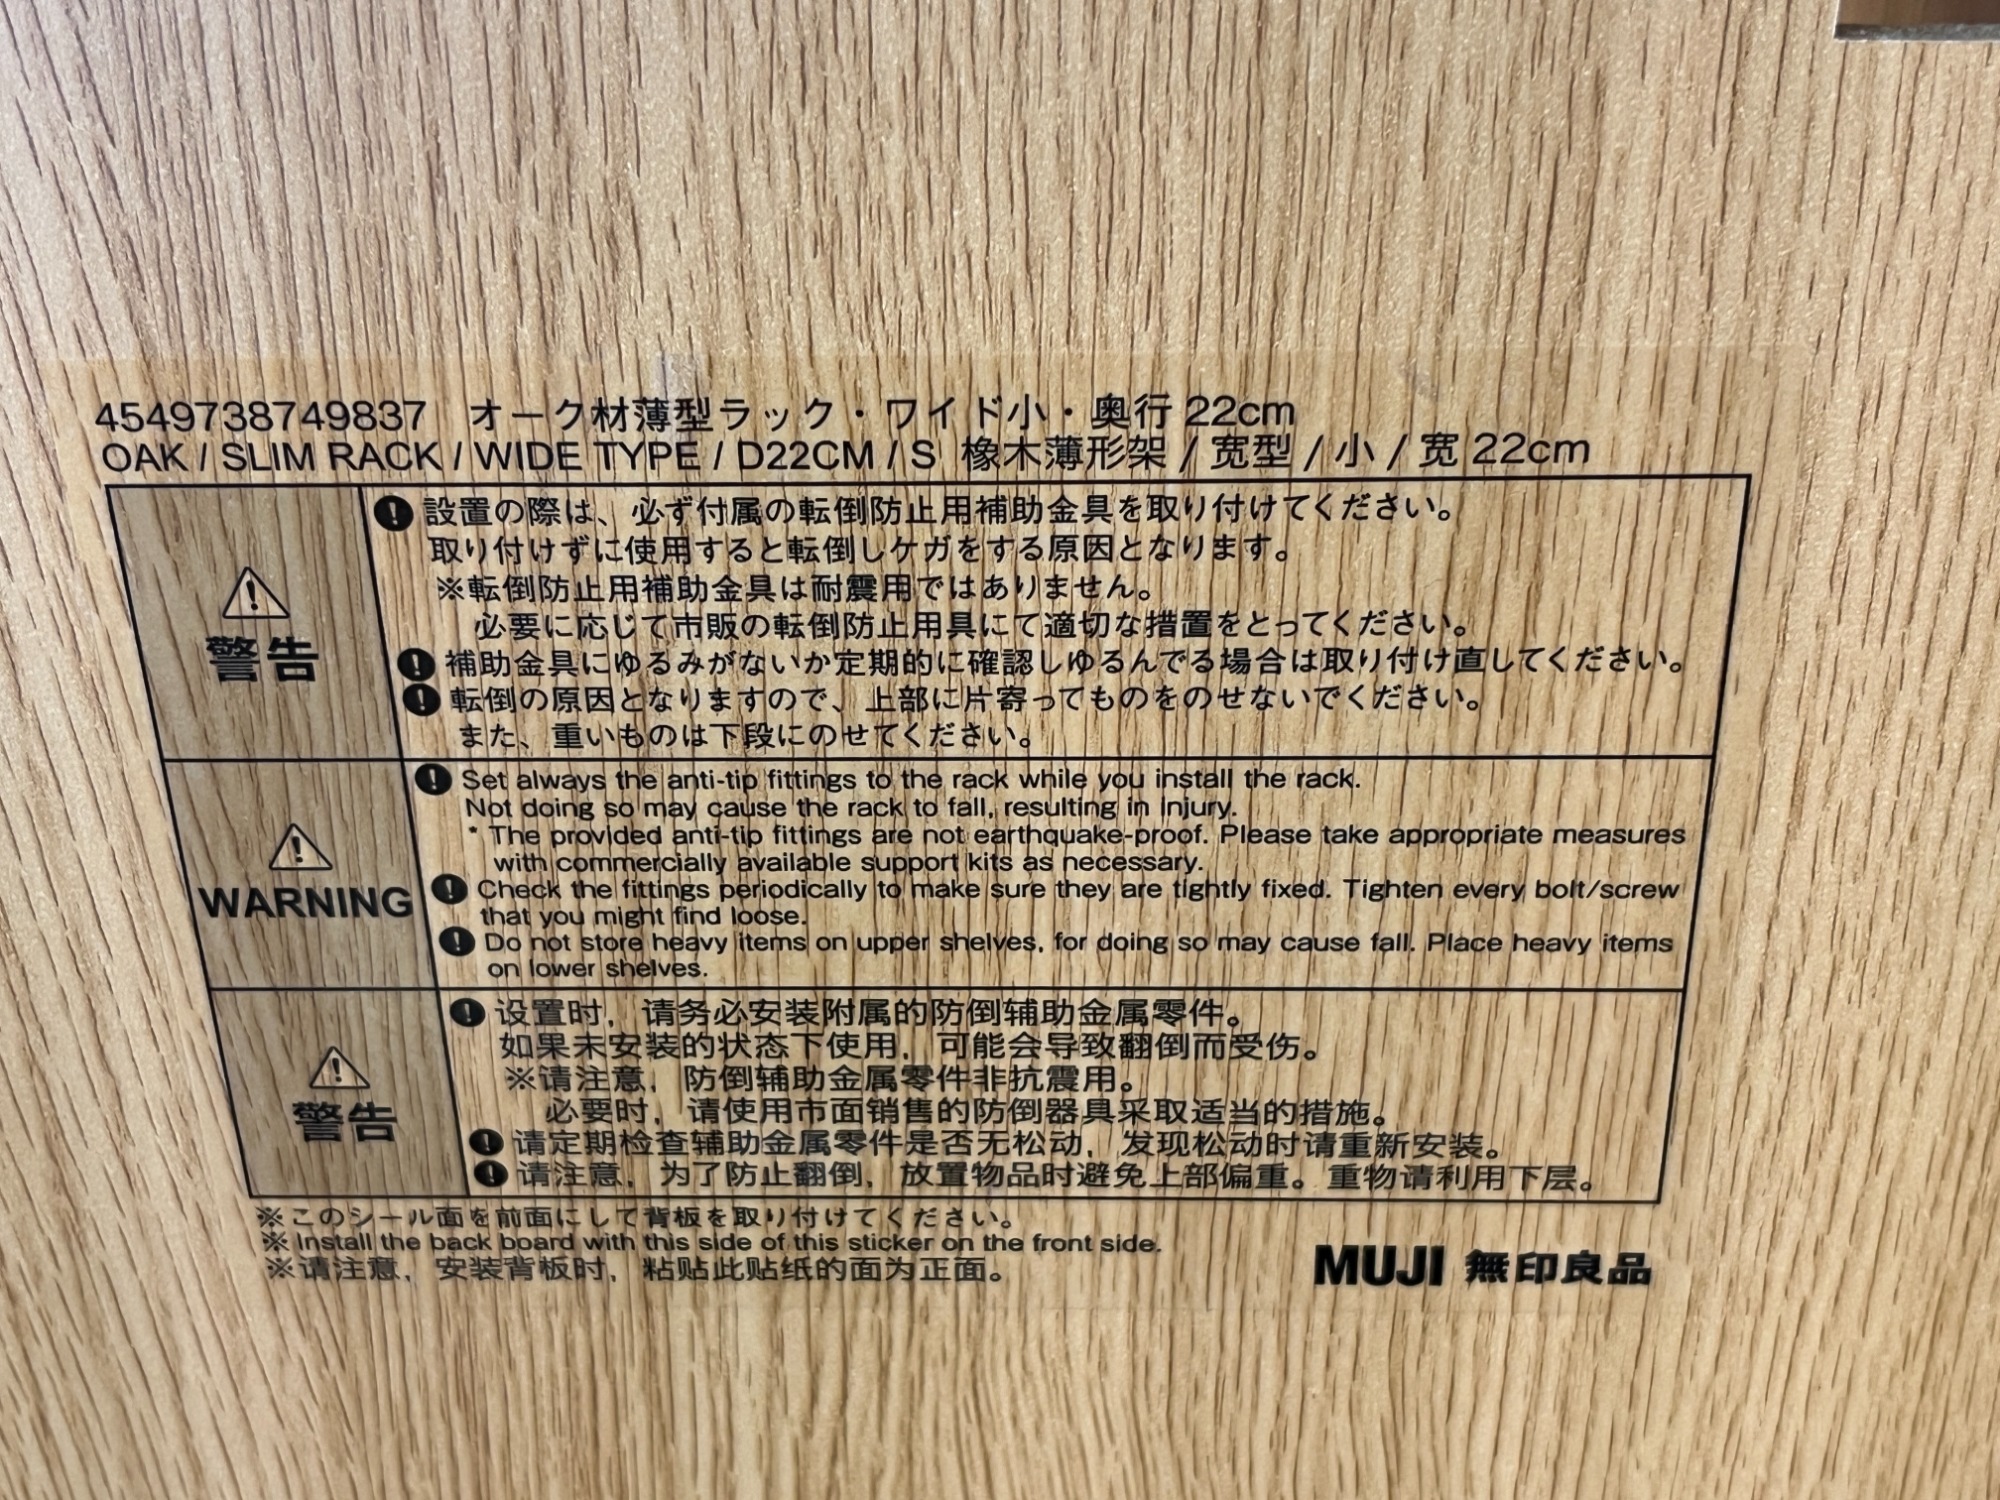 4549738749837 オーク材薄型ラック・ワイド小・奥行 22cm
OAK / SLIM RACK / WIDE TYPE / D22CM / S 橡木薄形架 / 宽型 / 小 / 宽 22cm
警告
設置の際は、必ず付属の転倒防止用補助金具を取り付けてください。
取り付けずに使用すると転倒しケガをする原因となります。
※転倒防止用補助金具は耐震用ではありません。
必要に応じて市販の転倒防止用具にて適切な措置をとってください。
補助金具にゆるみがないか定期的に確認しゆるんでる場合は取り付け直してください。
転倒の原因となりますので、上部に片寄ってものをのせないでください。
また、重いものは下段にのせてください。
WARNING
Set always the anti-tip fittings to the rack while you install the rack.
Not doing so may cause the rack to fall, resulting in injury.
* The provided anti-tip fittings are not earthquake-proof. Please take appropriate measures
with commercially available support kits as necessary.
Check the fittings periodically to make sure they are tightly fixed. Tighten every bolt/screw
that you might find loose.
Do not store heavy items on upper shelves, for doing so may cause fall. Place heavy items
on lower shelves.
警告
设置时，请务必安装附属的防倒辅助金属零件。
如果未安装的状态下使用，可能会导致翻倒而受伤。
※请注意，防倒辅助金属零件非抗震用。
必要时，请使用市面销售的防倒器具采取适当的措施。
请定期检查辅助金属零件是否无松动，发现松动时请重新安装。
请注意，为了防止翻倒，放置物品时避免上部偏重。重物请利用下层。
※このシール面を前面にして背板を取り付けてください。
※ Install the back board with this side of this sticker on the front side.
※请注意，安装背板时，粘贴此贴纸的面为正面。
MUJI 無印良品